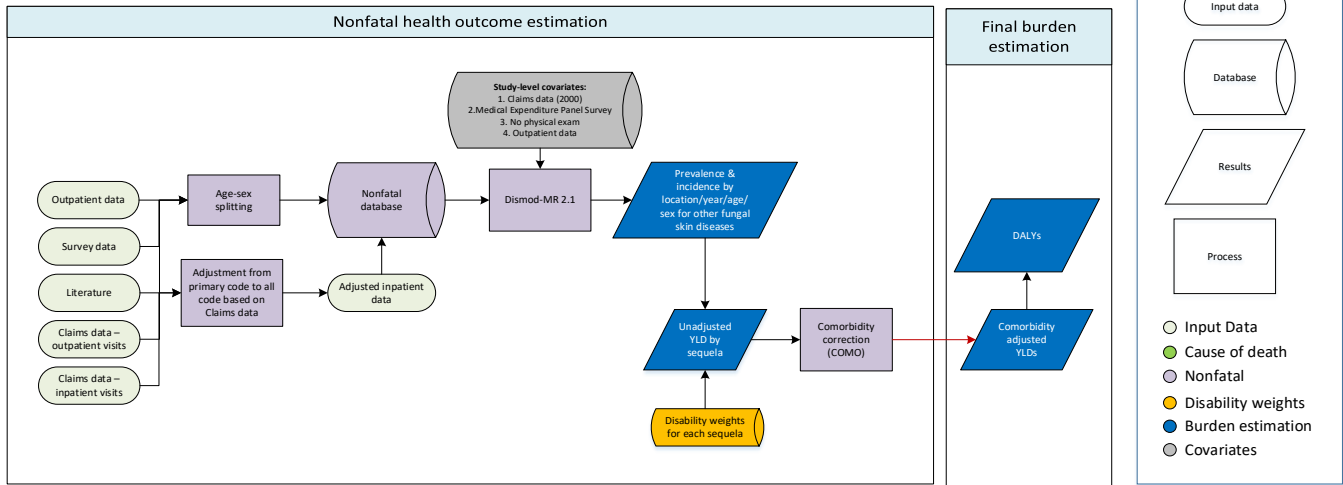 Nonfatal health outcome estimation
Final burden
estimation
Study-level covariates:
1. Claims data (2000)
2.Medical Expenditure Panel Survey
3. No physical exam
4. Outpatient data
Outpatient data
Survey data
Literature
Claims data –
outpatient visits
Claims data –
inpatient visits
Age-sex
splitting
Adjustment from
primary code to all
code based on
Claims data
Nonfatal
database
Adjusted inpatient
data
Dismod-MR 2.1
Prevalence &
incidence by
location/year/age/
sex for other fungal
skin diseases
Unadjusted
YLD by
sequela
Disability weights
for each sequela
Comorbidity
correction
(COMO)
DALYs
Comorbidity
adjusted
YLDs
Input data
Database
Results
Process
Input Data
Cause of death
Nonfatal
Disability weights
Burden estimation
Covariates